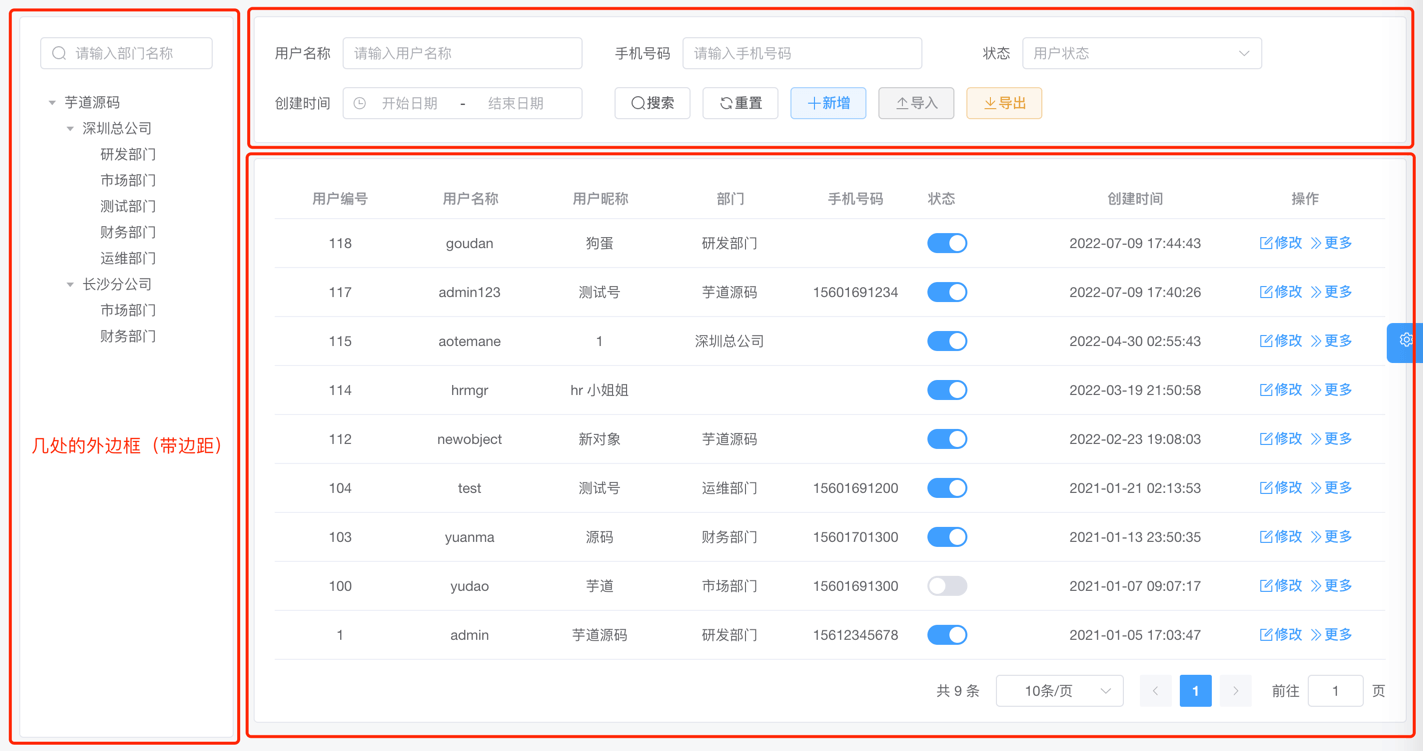 请输入部门名称
芋道源码
深圳总公司
研发部门
市场部门
测试部门
财务部门
运维部门
长沙分公司
市场部门
财务部门
几处的外边框（带边距）
用户名称 请输入用户名称 手机号码 请输入手机号码 状态 用户状态
创建时间 开始日期 - 结束日期 搜索 重置 新增 导入 导出
用户编号 用户名称 用户昵称 部门 手机号码 状态 创建时间 操作
118 goudan 狗蛋 研发部门 2022-07-09 17:44:43 修改 更多
117 admin123 测试号 芋道源码 15601691234 2022-07-09 17:40:26 修改 更多
115 aotemane 1 深圳总公司 2022-04-30 02:55:43 修改 更多
114 hrmgr hr 小姐姐 2022-03-19 21:50:58 修改 更多
112 newobject 新对象 芋道源码 2022-02-23 19:08:03 修改 更多
104 test 测试号 运维部门 15601691200 2021-01-21 02:13:53 修改 更多
103 yuanma 源码 财务部门 15601701300 2021-01-13 23:50:35 修改 更多
100 yudao 芋道 市场部门 15601691300 2021-01-07 09:07:17 修改 更多
1 admin 芋道源码 研发部门 15612345678 2021-01-05 17:03:47 修改 更多
共 9 条 10条/页 1 前往 1 页